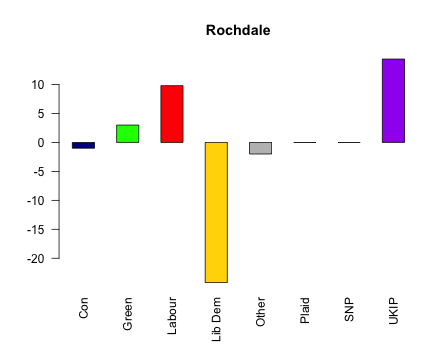 Rochdale
10
5
0
-5
-10
-15
-20
Con
Green
Labour
Lib Dem
Other
Plaid
SNP
UKIP